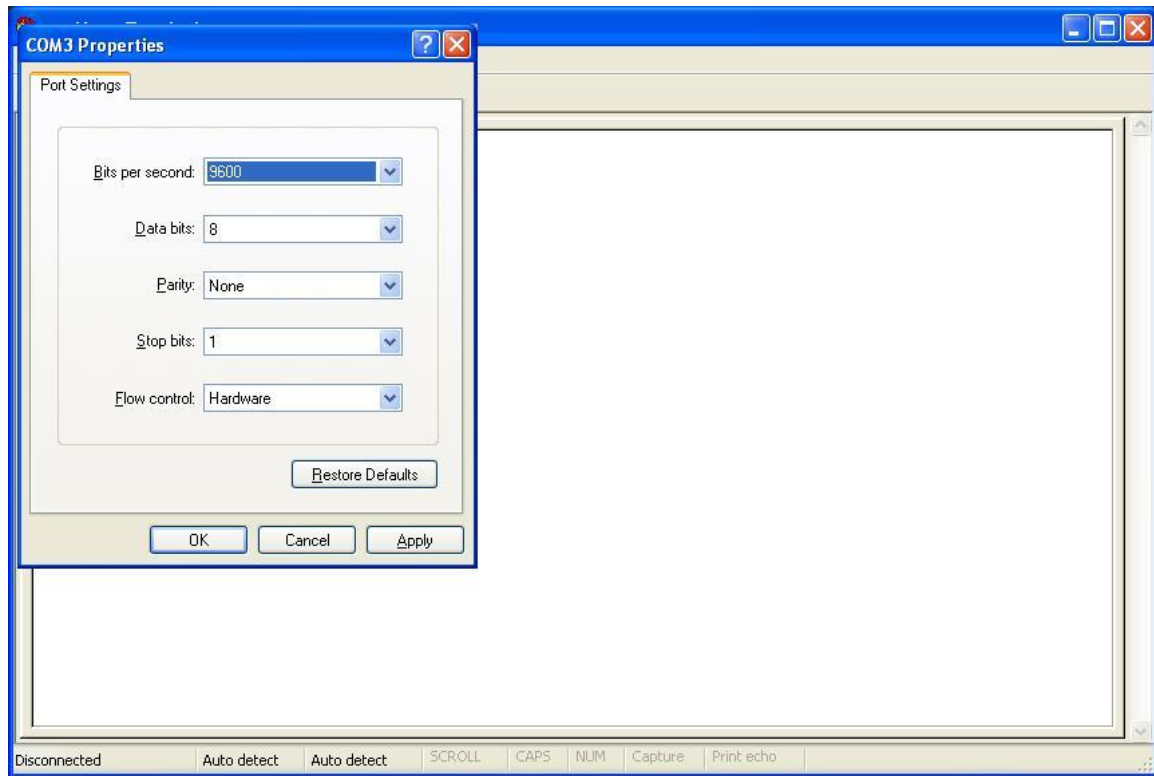 COM3 Properties
Port Settings
Bits per second: 9600
Data bits: 8
Parity: None
Stop bits: 1
Flow control: Hardware
Restore Defaults
OK Cancel Apply
Disconnected Auto detect Auto detect SCROLL CAPS NUM Capture Print echo